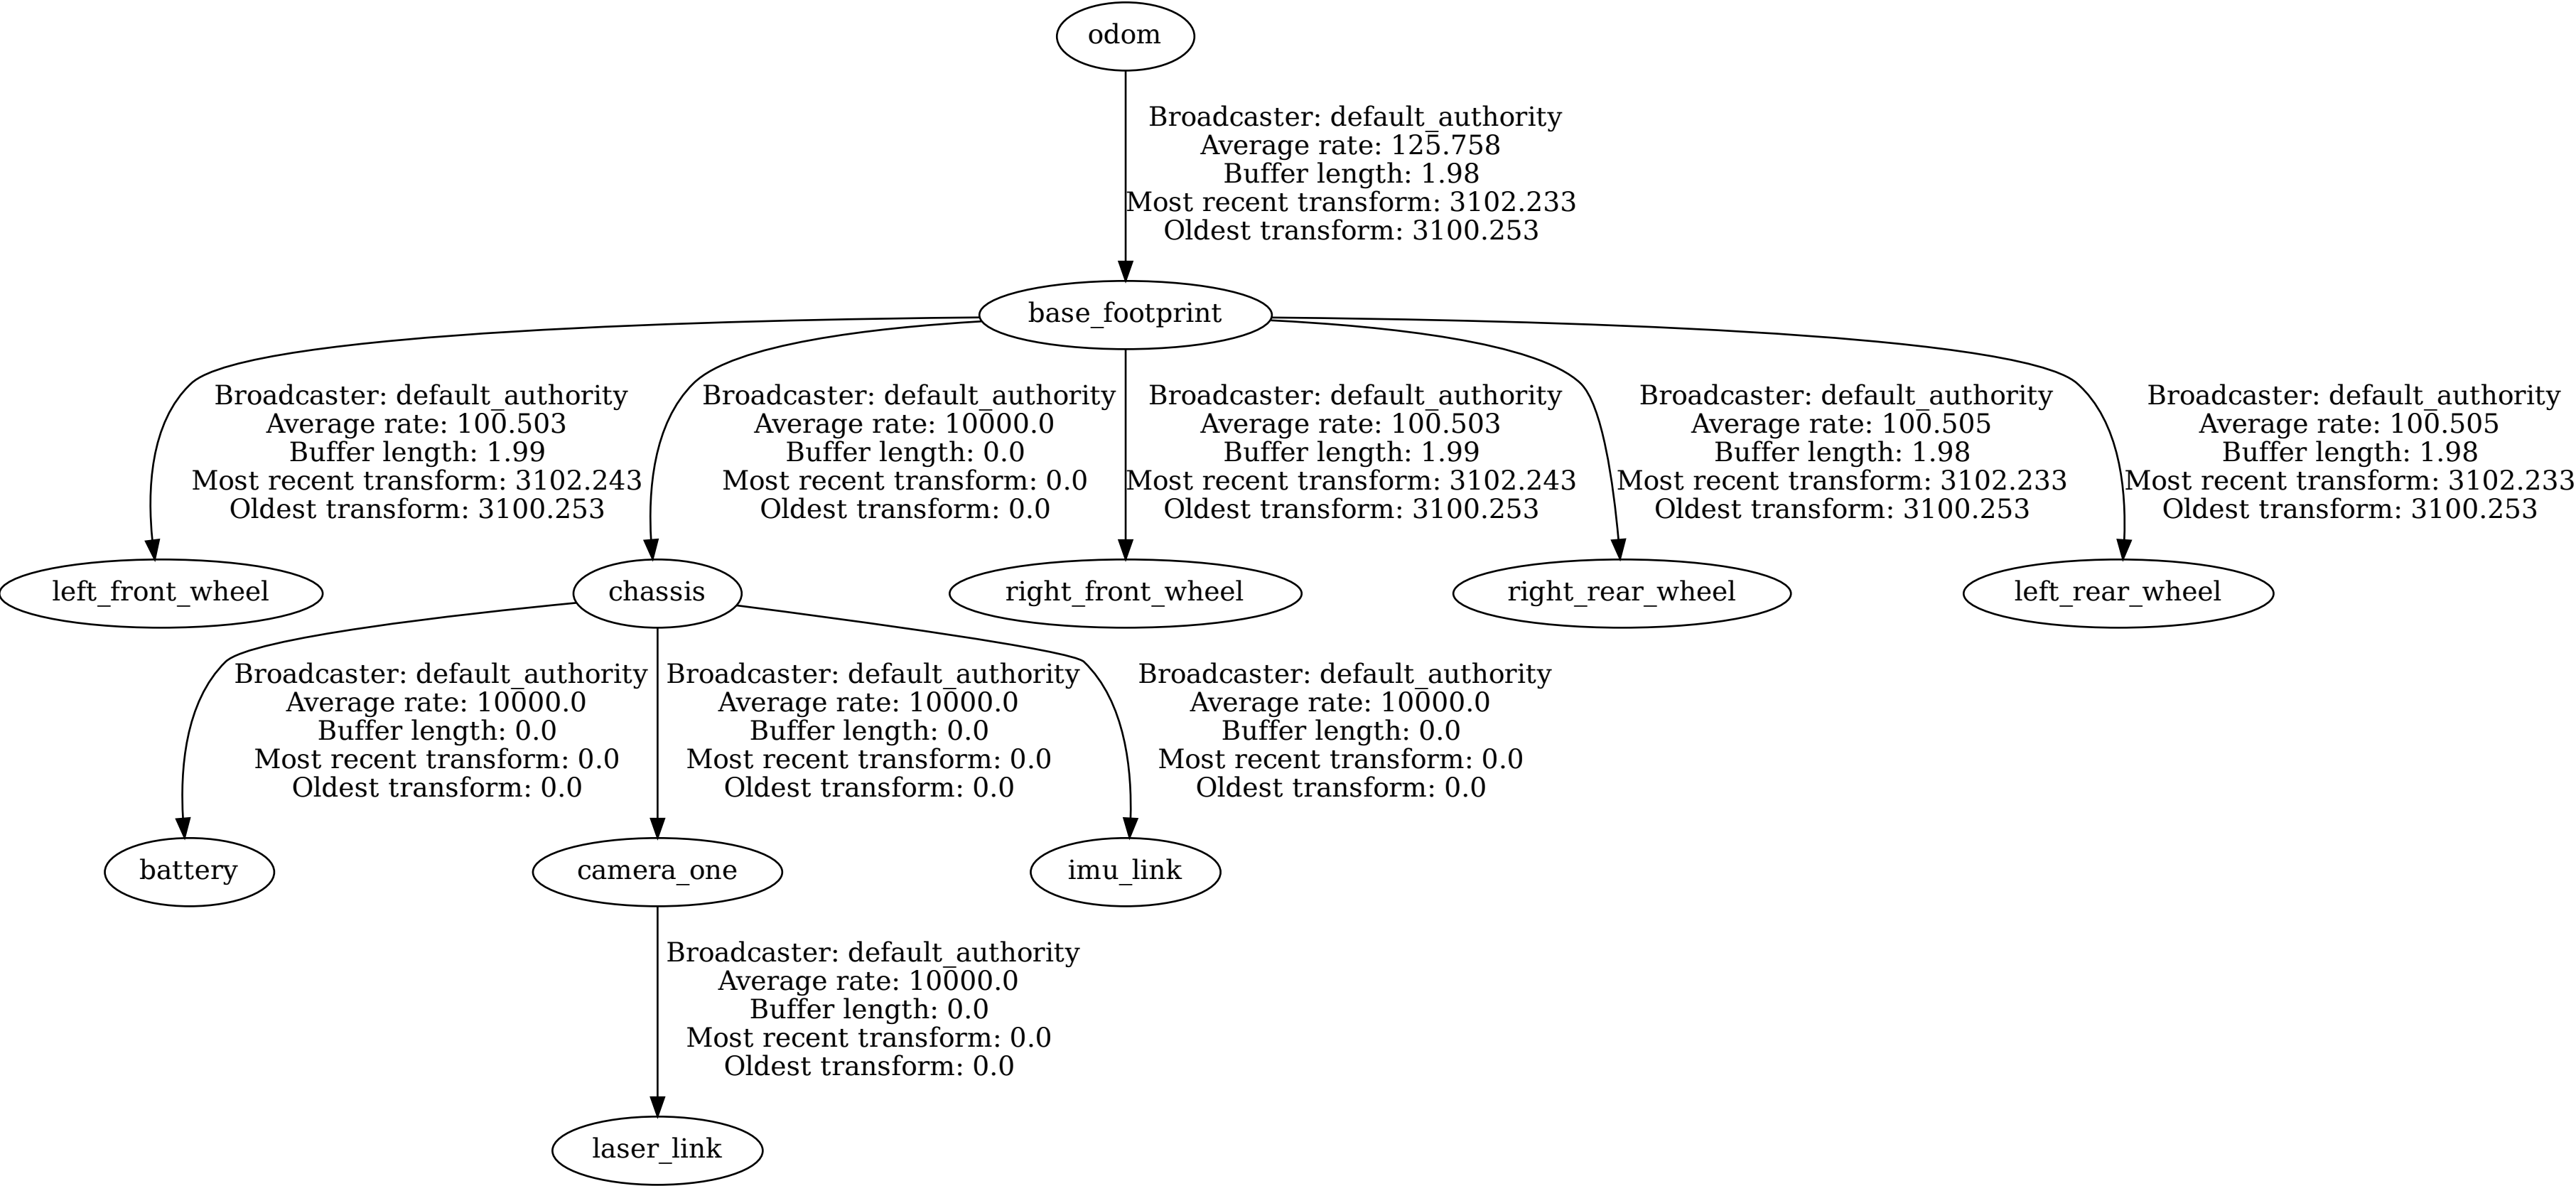 odom
Broadcaster: default_authority
Average rate: 125.758
Buffer length: 1.98
Most recent transform: 3102.233
Oldest transform: 3100.253
base_footprint
Broadcaster: default_authority
Average rate: 100.503
Buffer length: 1.99
Most recent transform: 3102.243
Oldest transform: 3100.253
Broadcaster: default_authority
Average rate: 10000.0
Buffer length: 0.0
Most recent transform: 0.0
Oldest transform: 0.0
Broadcaster: default_authority
Average rate: 100.503
Buffer length: 1.99
Most recent transform: 3102.243
Oldest transform: 3100.253
Broadcaster: default_authority
Average rate: 100.505
Buffer length: 1.98
Most recent transform: 3102.233
Oldest transform: 3100.253
Broadcaster: default_authority
Average rate: 100.505
Buffer length: 1.98
Most recent transform: 3102.233
Oldest transform: 3100.253
left_front_wheel
chassis
right_front_wheel
right_rear_wheel
left_rear_wheel
Broadcaster: default_authority
Average rate: 10000.0
Buffer length: 0.0
Most recent transform: 0.0
Oldest transform: 0.0
Broadcaster: default_authority
Average rate: 10000.0
Buffer length: 0.0
Most recent transform: 0.0
Oldest transform: 0.0
Broadcaster: default_authority
Average rate: 10000.0
Buffer length: 0.0
Most recent transform: 0.0
Oldest transform: 0.0
battery
camera_one
imu_link
Broadcaster: default_authority
Average rate: 10000.0
Buffer length: 0.0
Most recent transform: 0.0
Oldest transform: 0.0
laser_link